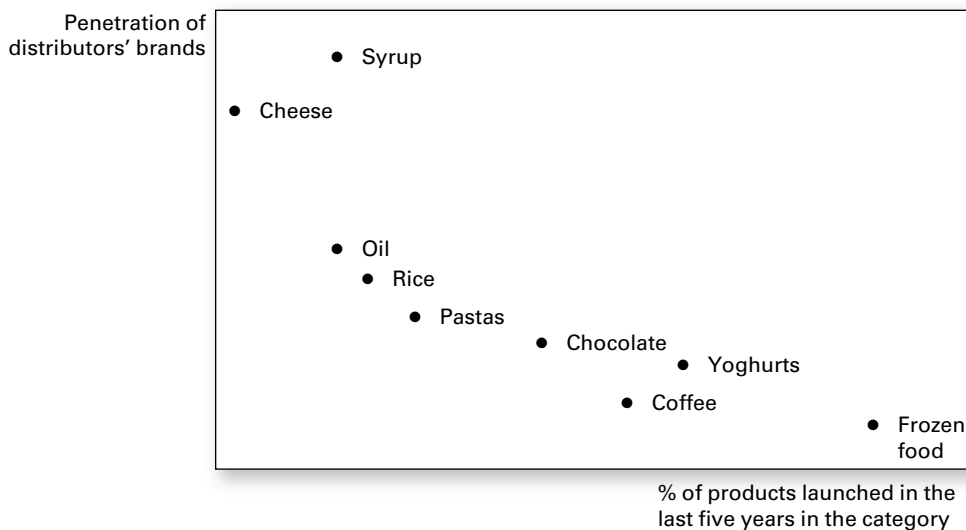 Penetration of
distributors’ brands
Syrup
Cheese
Oil
Rice
Pastas
Chocolate
Yoghurts
Coffee
Frozen
food
% of products launched in the
last five years in the category